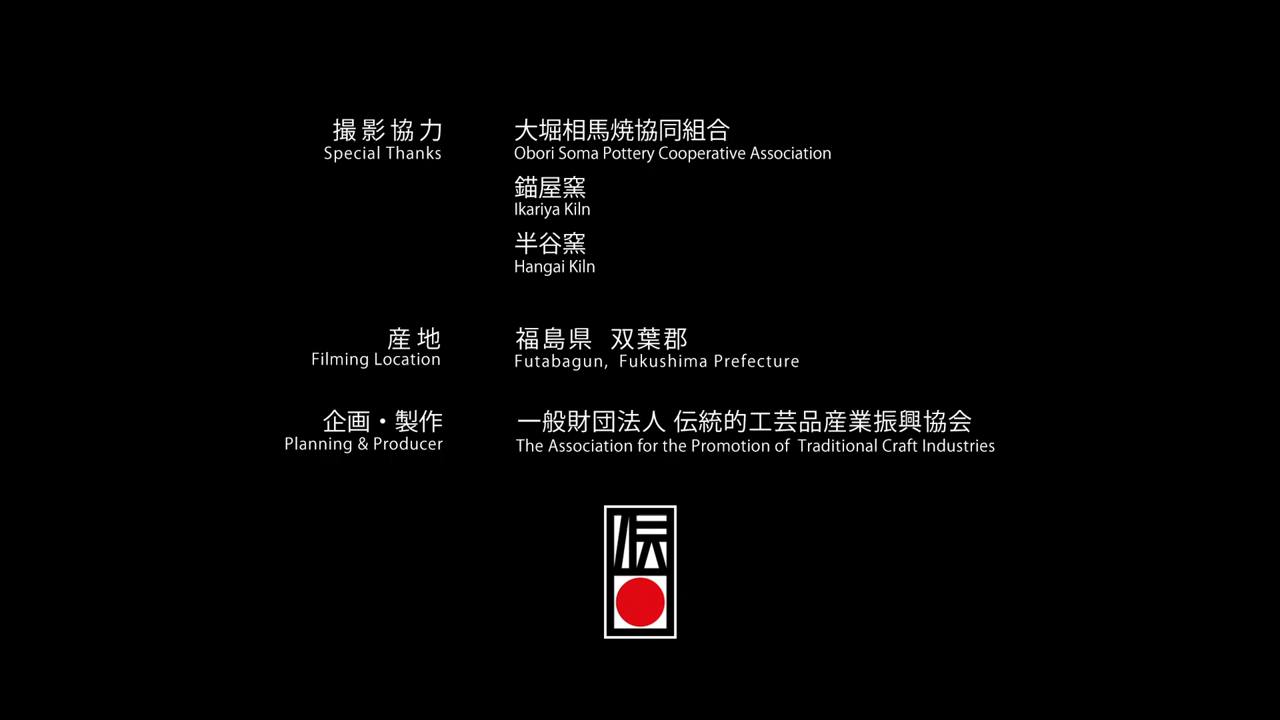 撮影協力 大堀相馬焼協同組合
Special Thanks Obori Soma Pottery Cooperative Association
錨屋窯
Ikariya Kiln
半谷窯
Hangai Kiln
産地 福島県 双葉郡
Filming Location Futabagun, Fukushima Prefecture
企画・製作 一般財団法人 伝統的工芸品産業振興協会
Planning & Producer The Association for the Promotion of Traditional Craft Industries
伝